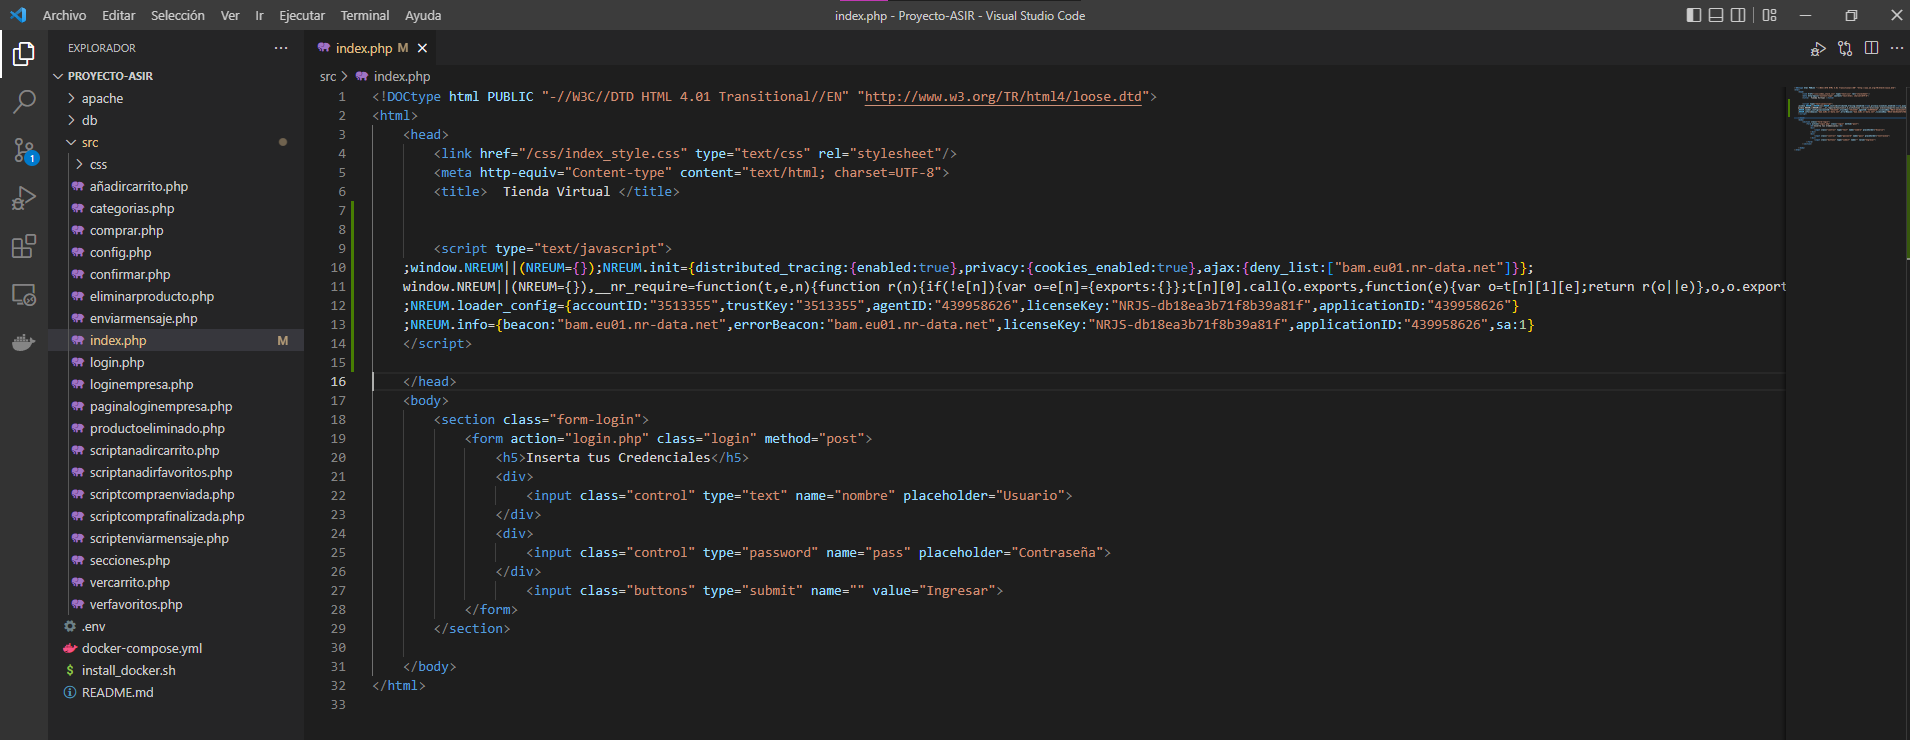 Archivo Editar Selección Ver Ir Ejecutar Terminal Ayuda
index.php - Proyecto-ASIR - Visual Studio Code
EXPLORADOR
PROYECTO-ASIR
apache
db
src
css
añadircarrito.php
categorias.php
comprar.php
config.php
confirmar.php
eliminarproducto.php
enviarmensaje.php
index.php M
login.php
loginempresa.php
paginaloginempresa.php
productoeliminado.php
scriptanadircarrito.php
scriptanadirfavoritos.php
scriptcompraenviada.php
scriptcomprafinalizada.php
scriptenviarmensaje.php
secciones.php
vercarrito.php
verfavoritos.php
.env
docker-compose.yml
install_docker.sh
README.md
1
index.php M
src > index.php
1 <!DOCtype html PUBLIC "-//W3C//DTD HTML 4.01 Transitional//EN" "http://www.w3.org/TR/html4/loose.dtd">
2 <html>
3 <head>
4 <link href="/css/index_style.css" type="text/css" rel="stylesheet"/>
5 <meta http-equiv="Content-type" content="text/html; charset=UTF-8">
6 <title>  Tienda Virtual </title>
7
8
9 <script type="text/javascript">
10 ;window.NREUM||(NREUM={});NREUM.init={distributed_tracing:{enabled:true},privacy:{cookies_enabled:true},ajax:{deny_list:["bam.eu01.nr-data.net"]}};
11 window.NREUM||(NREUM={}),__nr_require=function(t,e,n){function r(n){if(!e[n]){var o=e[n]={exports:{}};t[n][0].call(o.exports,function(e){var o=t[n][1][e];return r(o||e)},o,o.export
12 ;NREUM.loader_config={accountID:"3513355",trustKey:"3513355",agentID:"439958626",licenseKey:"NRJS-db18ea3b71f8b39a81f",applicationID:"439958626"}
13 ;NREUM.info={beacon:"bam.eu01.nr-data.net",errorBeacon:"bam.eu01.nr-data.net",licenseKey:"NRJS-db18ea3b71f8b39a81f",applicationID:"439958626",sa:1}
14 </script>
15
16 </head>
17 <body>
18 <section class="form-login">
19 <form action="login.php" class="login" method="post">
20 <h5>Inserta tus Credenciales</h5>
21 <div>
22 <input class="control" type="text" name="nombre" placeholder="Usuario">
23 </div>
24 <div>
25 <input class="control" type="password" name="pass" placeholder="Contraseña">
26 </div>
27 <input class="buttons" type="submit" name="" value="Ingresar">
28 </form>
29 </section>
30
31 </body>
32 </html>
33